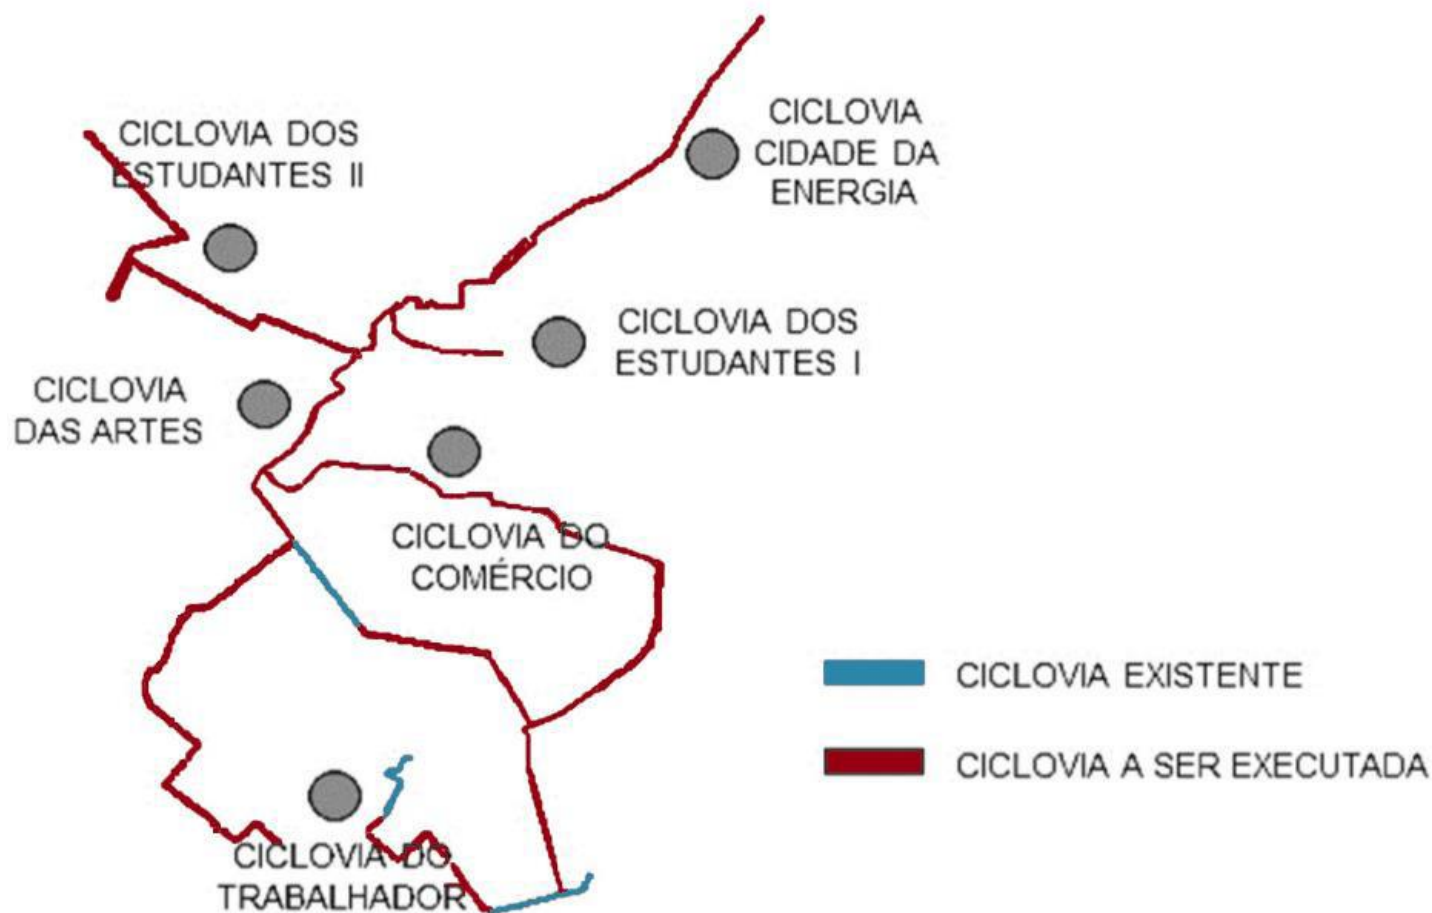 CICLOVIA DOS
ESTUDANTES II
CICLOVIA
CIDADE DA
ENERGIA
CICLOVIA DOS
ESTUDANTES I
CICLOVIA
DAS ARTES
CICLOVIA DO
COMÉRCIO
CICLOVIA EXISTENTE
CICLOVIA A SER EXECUTADA
CICLOVIA DO
TRABALHADOR